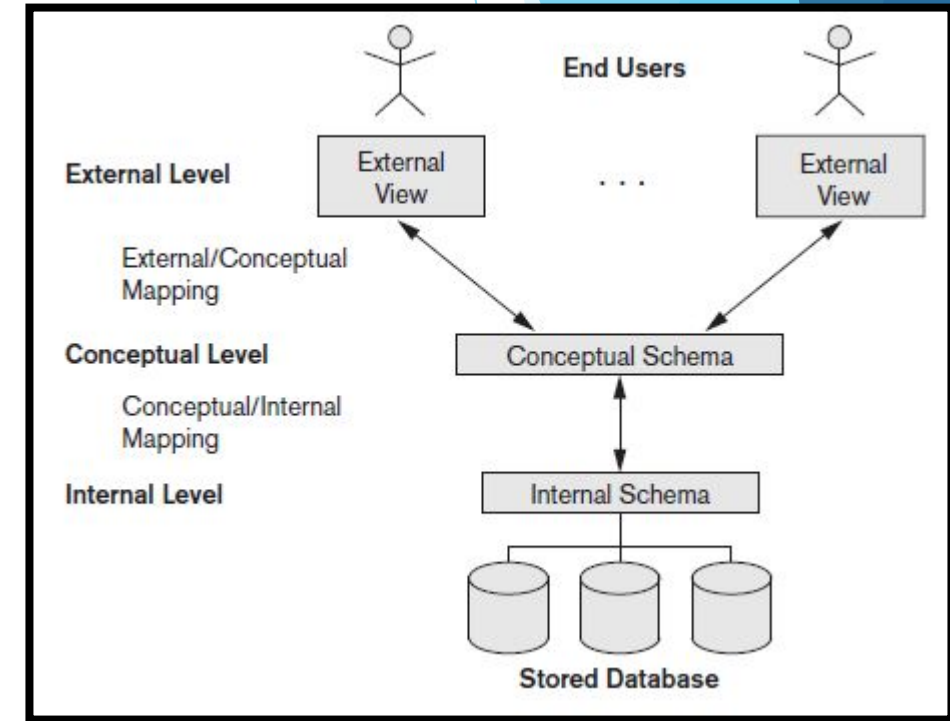 End Users
External Level
External
View
. . .
External
View
External/Conceptual
Mapping
Conceptual Level
Conceptual Schema
Conceptual/Internal
Mapping
Internal Level
Internal Schema
Stored Database